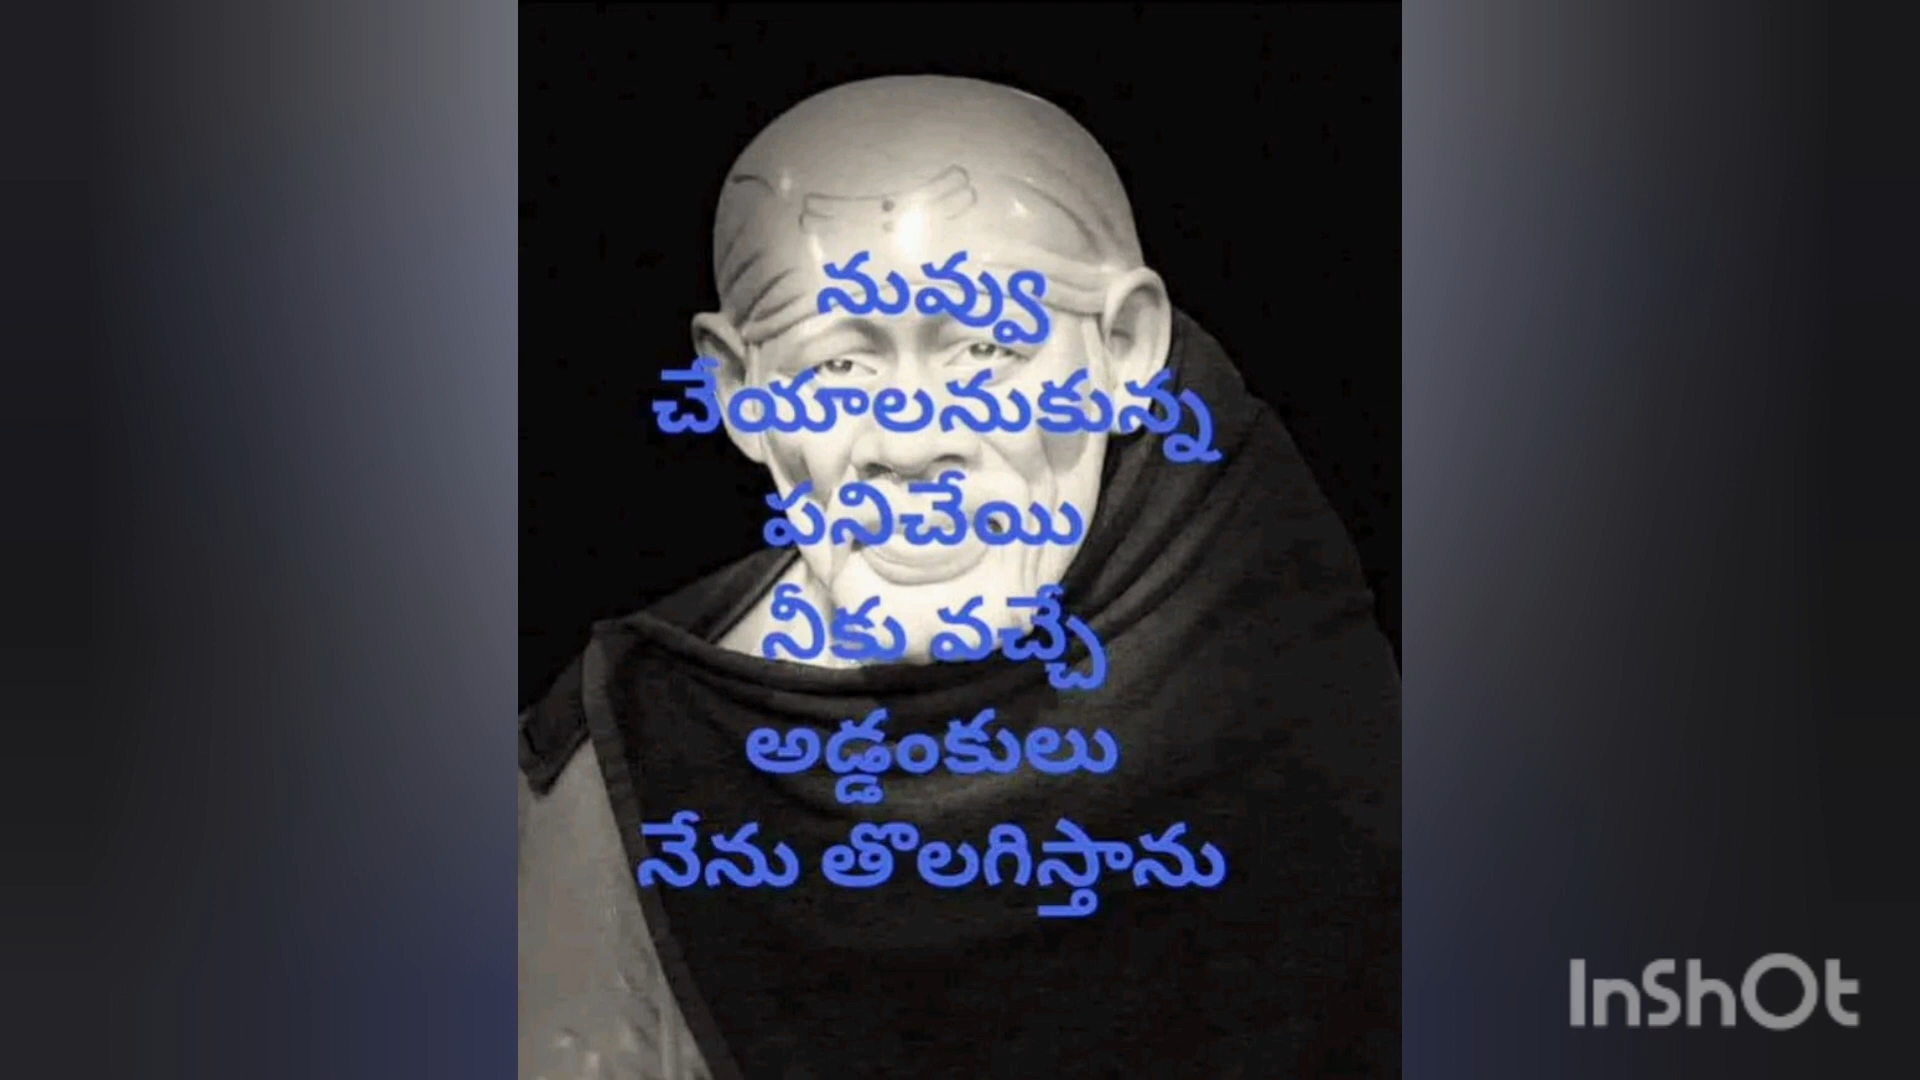 నువ్వు
చేయాలనుకున్న
పనిచేయి
నీకు వచ్చే
అడ్డంకులు
నేను తొలగిస్తాను
InShOt